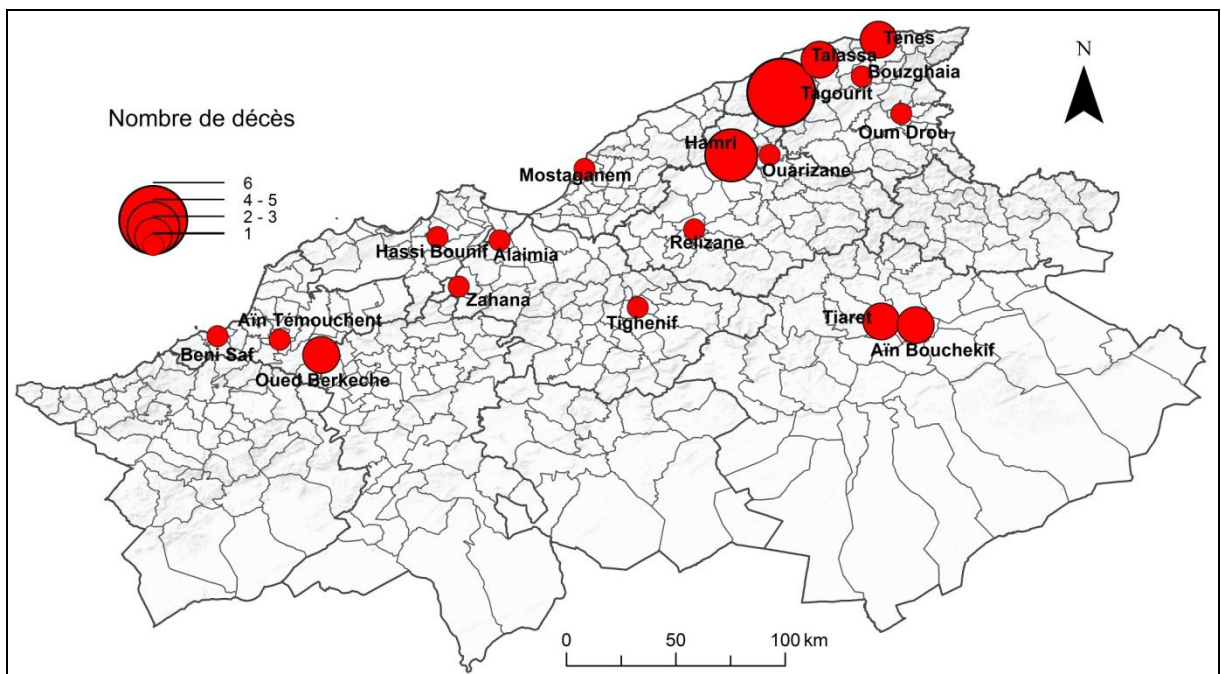 Tenes
Talassa
N
Bouzghaia
Tagourit
Nombre de décès
Oum Drou
Hamri
Ouarizane
Mostaganem
6
4 - 5
2 - 3
1
Relizane
Hassi Bounif
Alaimia
Zahana
Tighenif
Aïn Témouchent
Tiaret
Beni Saf
Aïn Bouchekif
Oued Berkeche
0 50 100 km